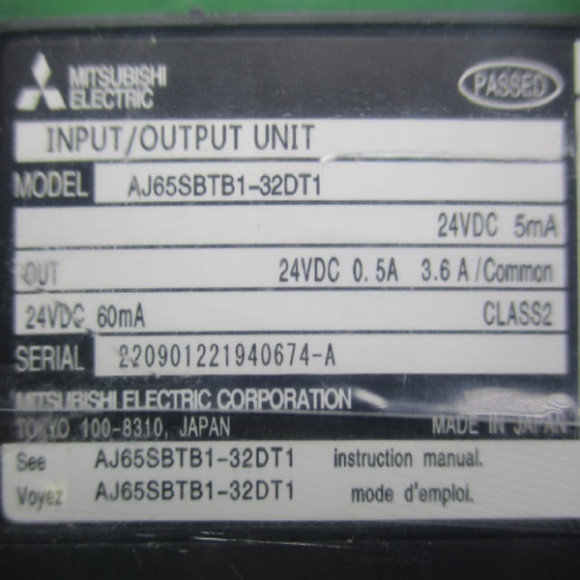 MITSUBISHI
ELECTRIC
PASSED
INPUT/OUTPUT UNIT
MODEL AJ65SBTB1-32DT1
24VDC 5mA
OUT 24VDC 0.5A 3.6A/Common
24VDC 60mA CLASS2
SERIAL 220901221940674-A
MITSUBISHI ELECTRIC CORPORATION
TOKYO 100-8310, JAPAN MADE IN JAPAN
See AJ65SBTB1-32DT1 instruction manual.
Voyez AJ65SBTB1-32DT1 mode d'emploi.